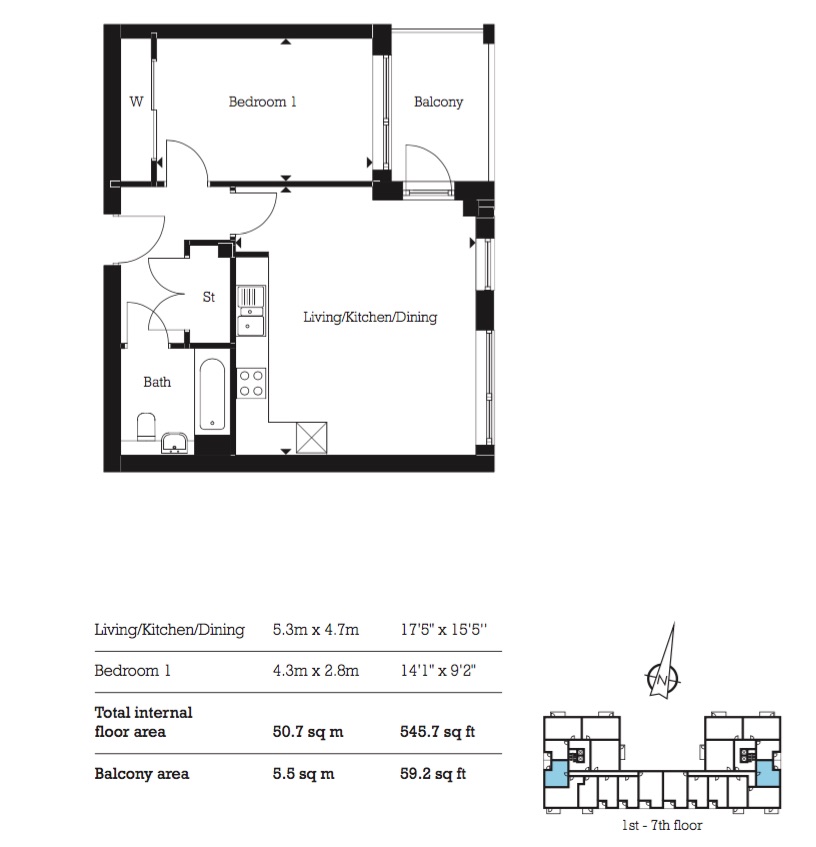 W
Bedroom 1
Balcony
St
Living/Kitchen/Dining
Bath
Living/Kitchen/Dining 5.3m x 4.7m 17'5" x 15'5''
Bedroom 1 4.3m x 2.8m 14'1" x 9'2"
Total internal
floor area 50.7 sq m 545.7 sq ft
Balcony area 5.5 sq m 59.2 sq ft
N
1st - 7th floor